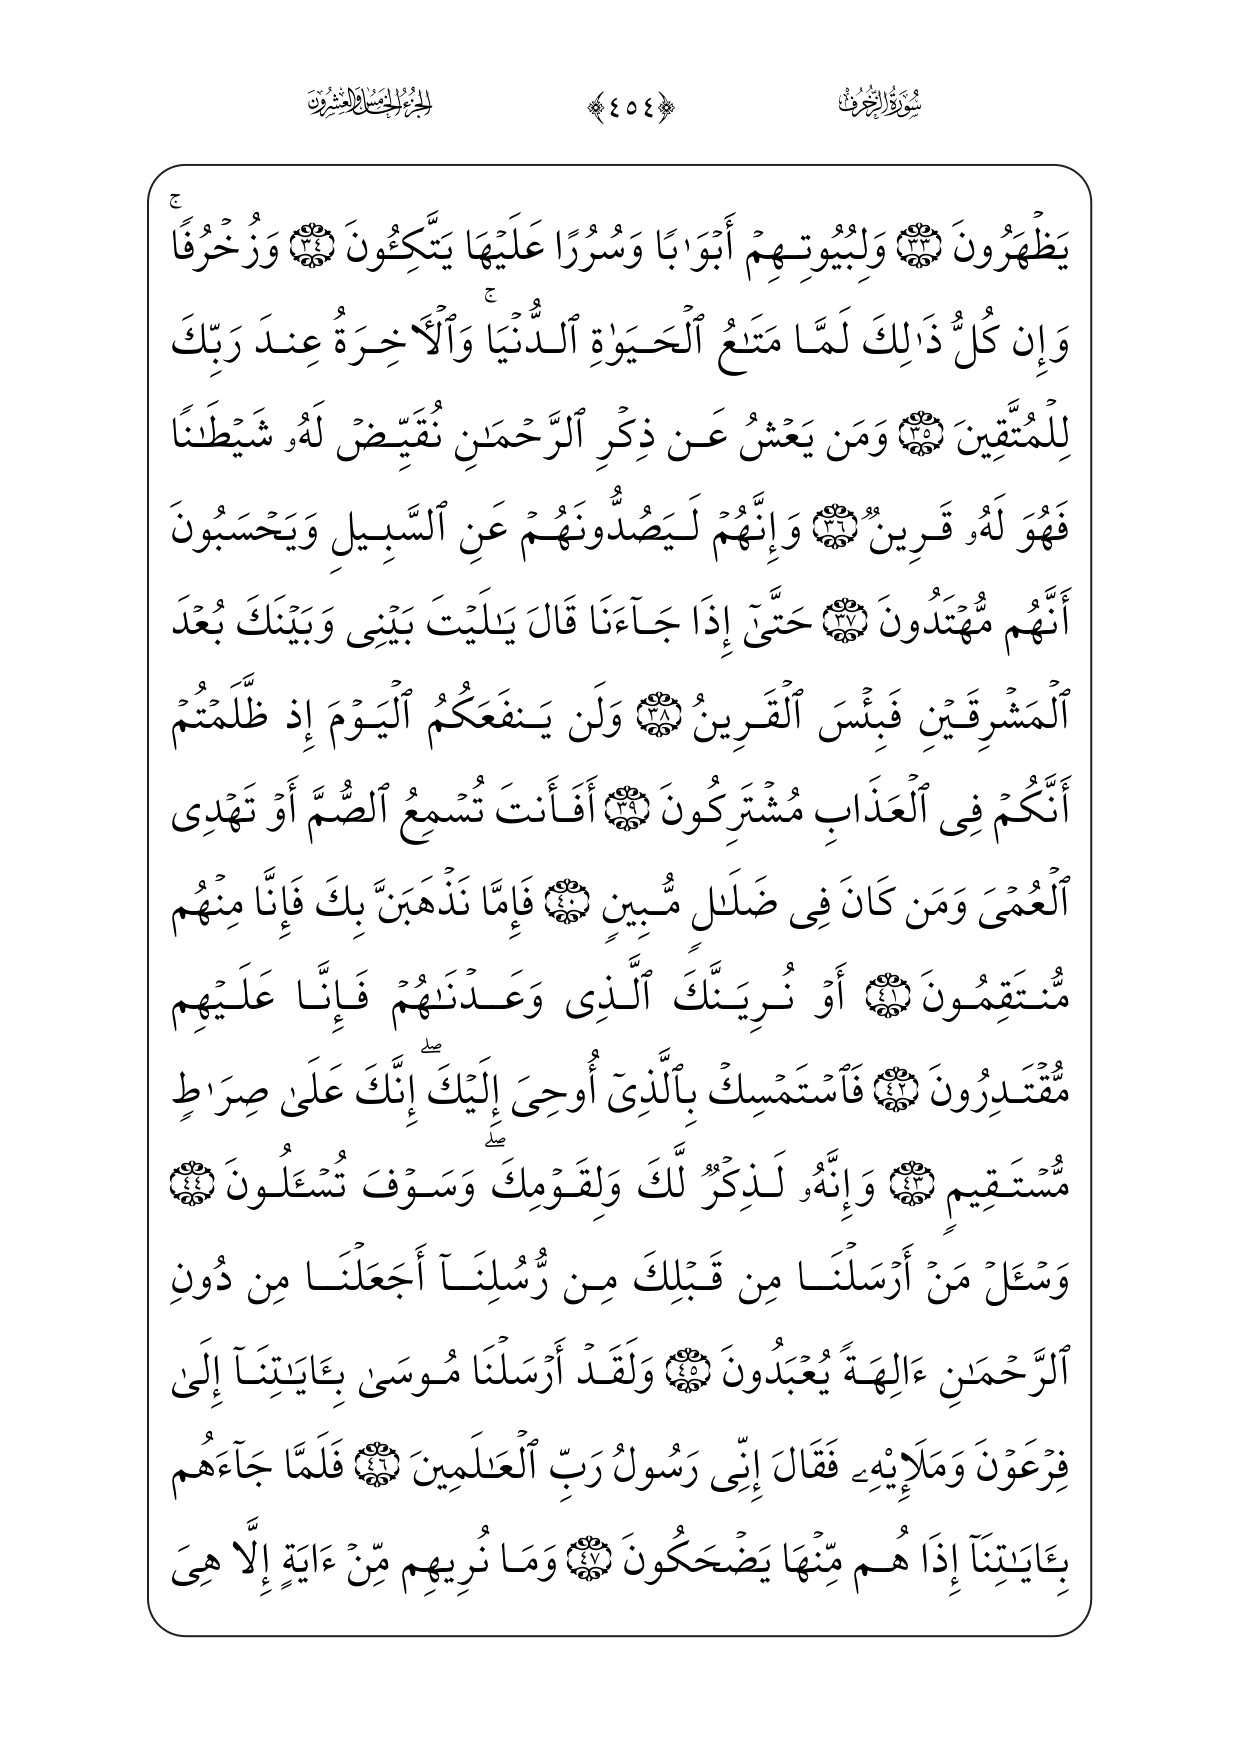 سُورَةُ الزُّخْرُفِ ﴿٤٥٤﴾ الجُزْءُ الخَامِسُ وَالعِشْرُونَ
يَظْهَرُونَ ٣٣ وَلِبُيُوتِهِمْ أَبْوَٰبًا وَسُرُرًا عَلَيْهَا يَتَّكِـُٔونَ ٣٤ وَزُخْرُفًا ۚ
وَإِن كُلُّ ذَٰلِكَ لَمَّا مَتَـٰعُ ٱلْحَيَوٰةِ ٱلدُّنْيَا ۚ وَٱلْـَٔاخِرَةُ عِندَ رَبِّكَ
لِلْمُتَّقِينَ ٣٥ وَمَن يَعْشُ عَن ذِكْرِ ٱلرَّحْمَـٰنِ نُقَيِّضْ لَهُۥ شَيْطَـٰنًا
فَهُوَ لَهُۥ قَرِينٌ ٣٦ وَإِنَّهُمْ لَيَصُدُّونَهُمْ عَنِ ٱلسَّبِيلِ وَيَحْسَبُونَ
أَنَّهُم مُّهْتَدُونَ ٣٧ حَتَّىٰٓ إِذَا جَآءَنَا قَالَ يَـٰلَيْتَ بَيْنِى وَبَيْنَكَ بُعْدَ
ٱلْمَشْرِقَيْنِ فَبِئْسَ ٱلْقَرِينُ ٣٨ وَلَن يَنفَعَكُمُ ٱلْيَوْمَ إِذ ظَّلَمْتُمْ
أَنَّكُمْ فِى ٱلْعَذَابِ مُشْتَرِكُونَ ٣٩ أَفَأَنتَ تُسْمِعُ ٱلصُّمَّ أَوْ تَهْدِى
ٱلْعُمْىَ وَمَن كَانَ فِى ضَلَـٰلٍ مُّبِينٍ ٤٠ فَإِمَّا نَذْهَبَنَّ بِكَ فَإِنَّا مِنْهُم
مُّنتَقِمُونَ ٤١ أَوْ نُرِيَنَّكَ ٱلَّذِى وَعَدْنَـٰهُمْ فَإِنَّا عَلَيْهِم
مُّقْتَدِرُونَ ٤٢ فَٱسْتَمْسِكْ بِٱلَّذِىٓ أُوحِىَ إِلَيْكَ ۖ إِنَّكَ عَلَىٰ صِرَٰطٍ
مُّسْتَقِيمٍ ٤٣ وَإِنَّهُۥ لَذِكْرٌ لَّكَ وَلِقَوْمِكَ ۖ وَسَوْفَ تُسْـَٔلُونَ ٤٤
وَسْـَٔلْ مَنْ أَرْسَلْنَا مِن قَبْلِكَ مِن رُّسُلِنَآ أَجَعَلْنَا مِن دُونِ
ٱلرَّحْمَـٰنِ ءَالِهَةً يُعْبَدُونَ ٤٥ وَلَقَدْ أَرْسَلْنَا مُوسَىٰ بِـَٔايَـٰتِنَآ إِلَىٰ
فِرْعَوْنَ وَمَلَإِيْهِۦ فَقَالَ إِنِّى رَسُولُ رَبِّ ٱلْعَـٰلَمِينَ ٤٦ فَلَمَّا جَآءَهُم
بِـَٔايَـٰتِنَآ إِذَا هُم مِّنْهَا يَضْحَكُونَ ٤٧ وَمَا نُرِيهِم مِّنْ ءَايَةٍ إِلَّا هِىَ